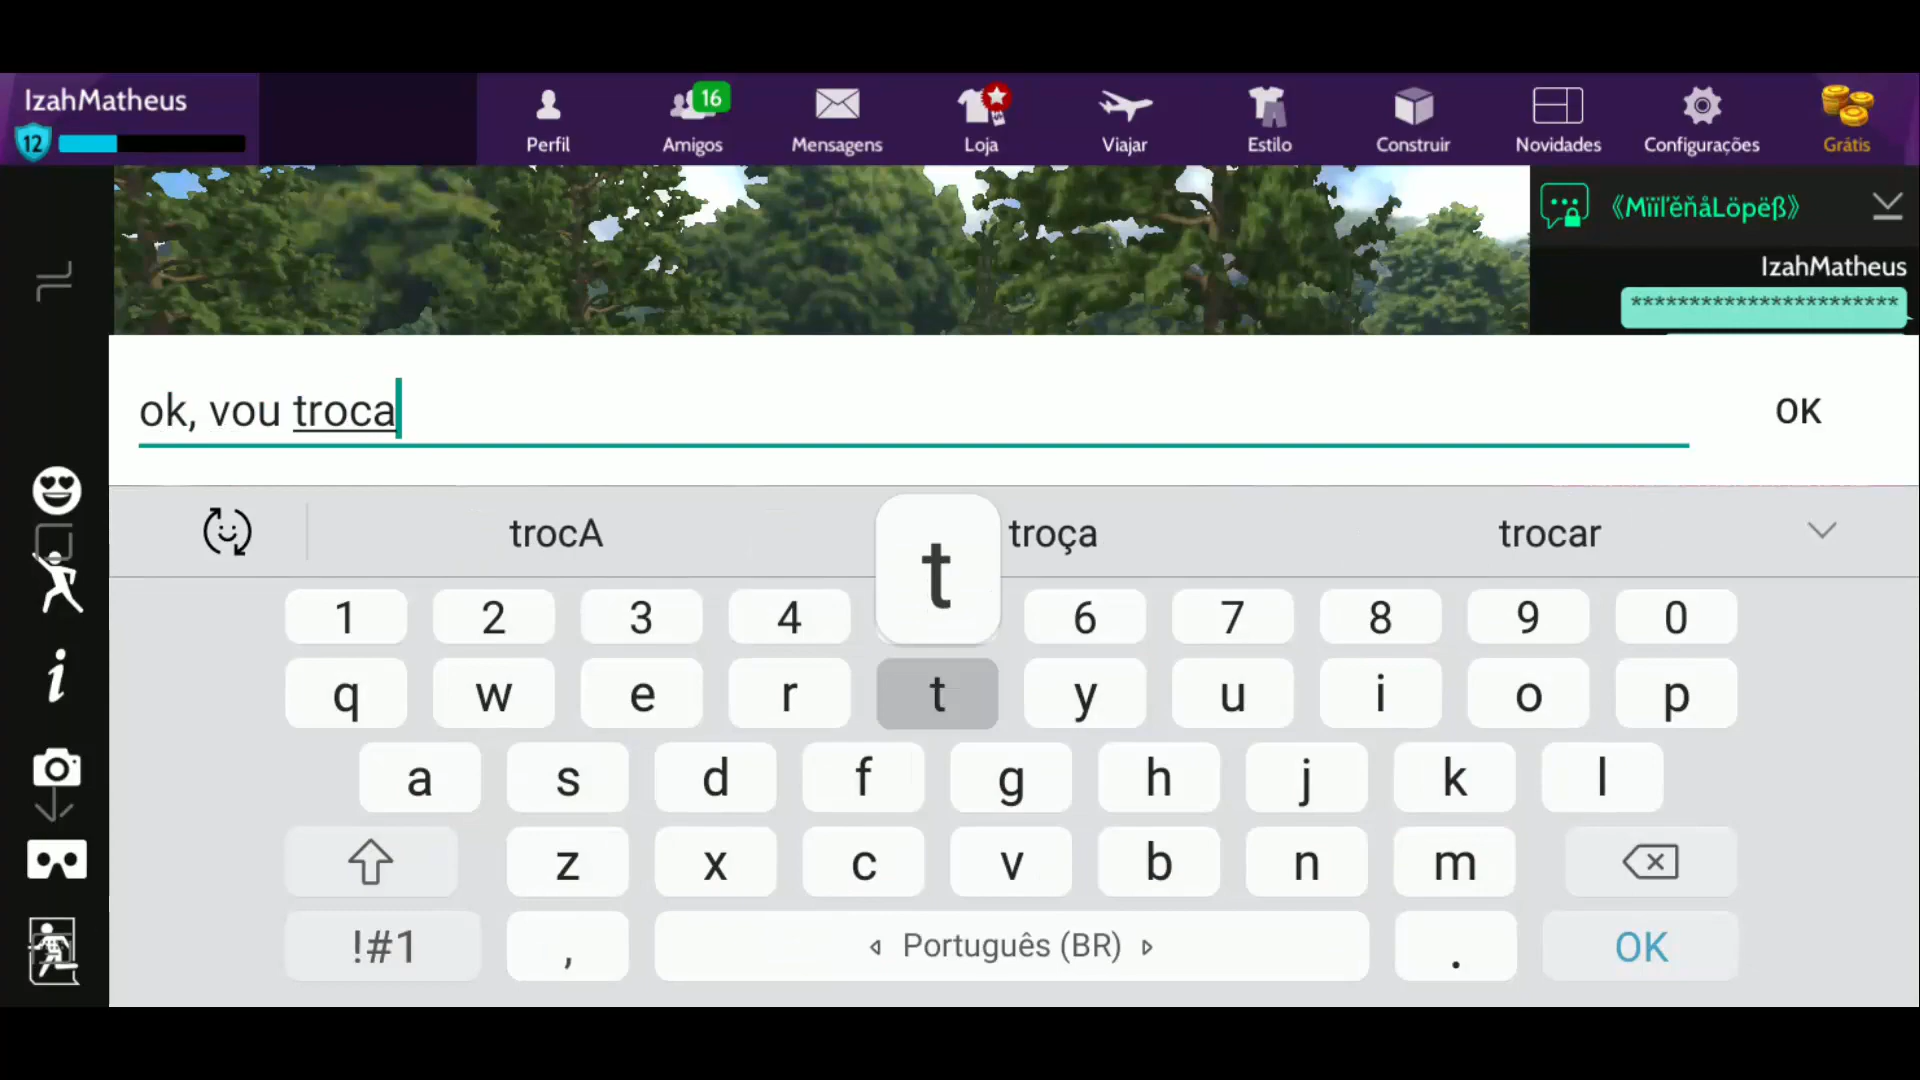 IzahMatheus
12
Perfil
16
Amigos
Mensagens
Loja
Viajar
Estilo
Construir
Novidades
Configurações
Grátis
《MïïľěňåLöpëß》
IzahMatheus
***********************
ok, vou troca
OK
trocA
troça
trocar
t
1 2 3 4 6 7 8 9 0
q w e r t y u i o p
a s d f g h j k l
z x c v b n m
!#1 , Português (BR) . OK